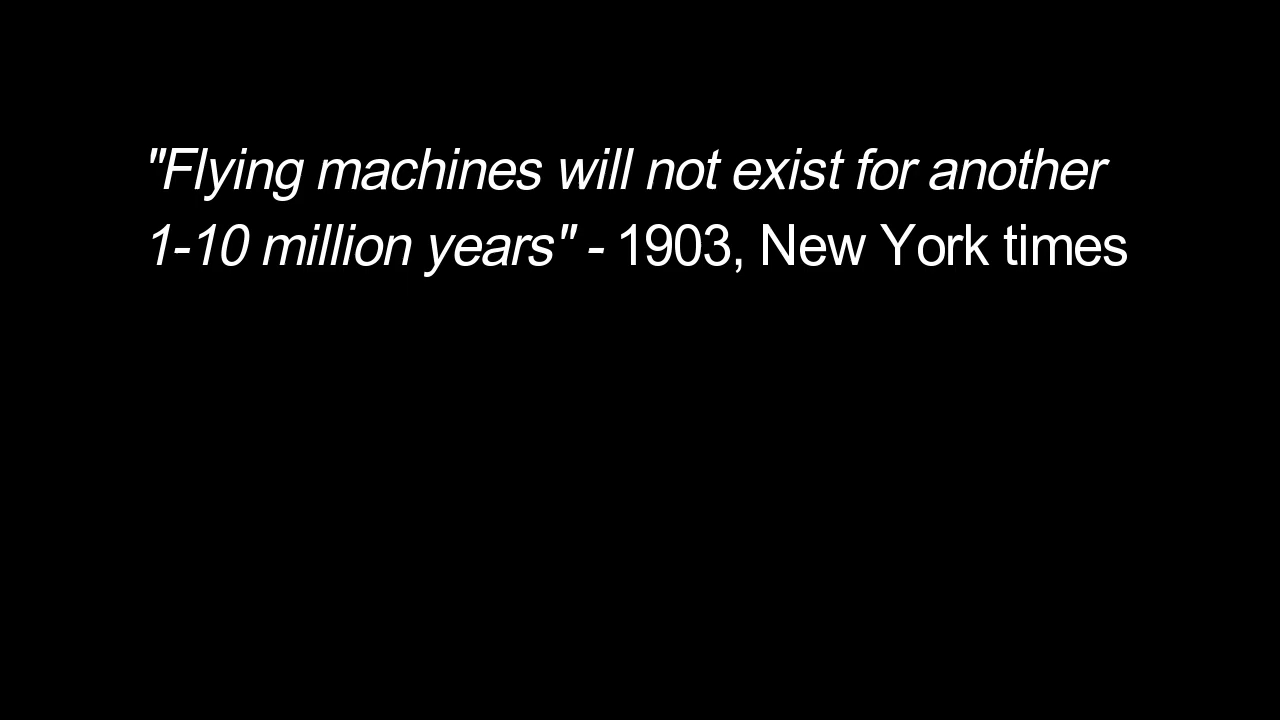 "Flying machines will not exist for another
1-10 million years" - 1903, New York times